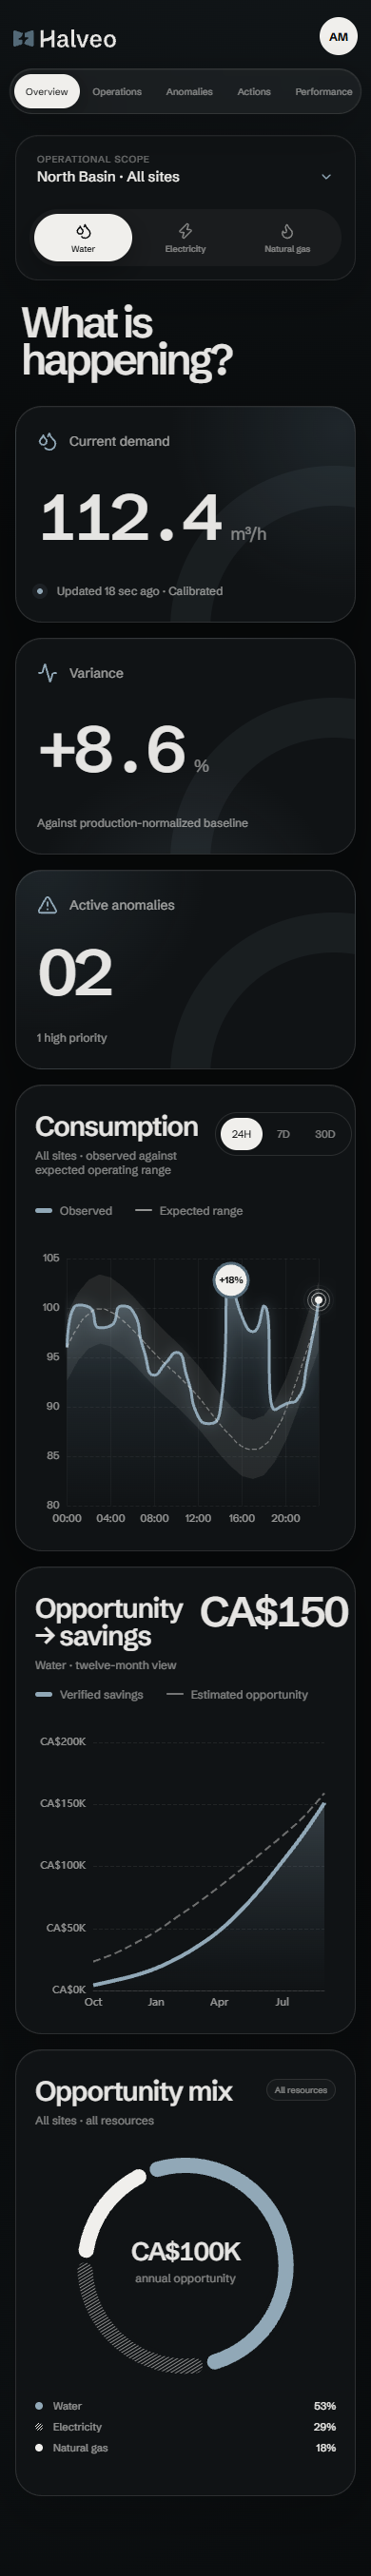 Halveo
AM
Overview Operations Anomalies Actions Performance
OPERATIONAL SCOPE
North Basin · All sites
Water Electricity Natural gas
What is
happening?
Current demand
112.4 m³/h
Updated 18 sec ago · Calibrated
Variance
+8.6 %
Against production-normalized baseline
Active anomalies
02
1 high priority
Consumption
24H 7D 30D
All sites · observed against
expected operating range
Observed Expected range
105
+18%
100
95
90
85
80
00:00 04:00 08:00 12:00 16:00 20:00
Opportunity
→ savings
CA$150
Water · twelve-month view
Verified savings Estimated opportunity
CA$200K
CA$150K
CA$100K
CA$50K
CA$0K
Oct Jan Apr Jul
Opportunity mix
All resources
All sites · all resources
CA$100K
annual opportunity
Water 53%
Electricity 29%
Natural gas 18%